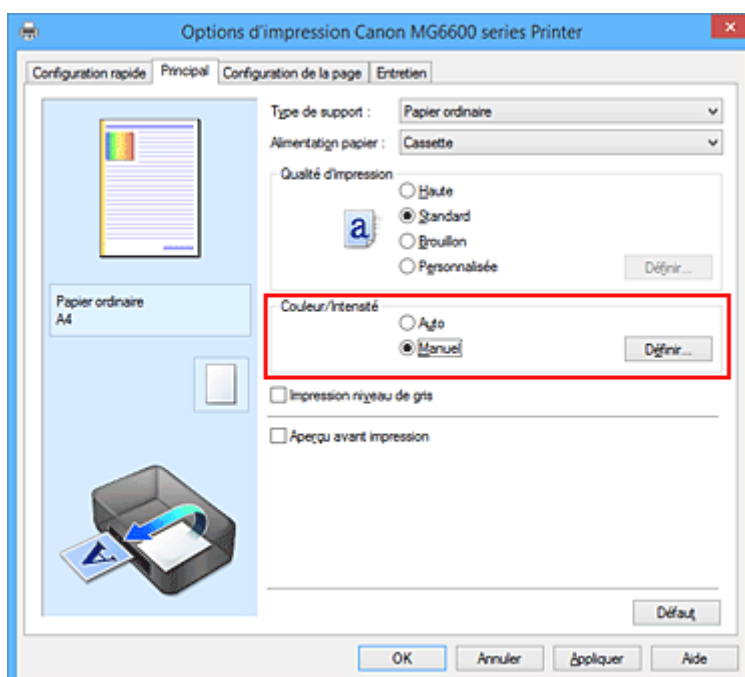 Options d'impression Canon MG6600 series Printer
Configuration rapide Principal Configuration de la page Entretien
Type de support : Papier ordinaire
Alimentation papier : Cassette
Qualité d'impression
Haute
Standard
Brouillon
Personnalisée Définir...
Papier ordinaire
A4
Couleur/Intensité
Auto
Manuel Définir...
Impression niveau de gris
Aperçu avant impression
Défaut
OK Annuler Appliquer Aide